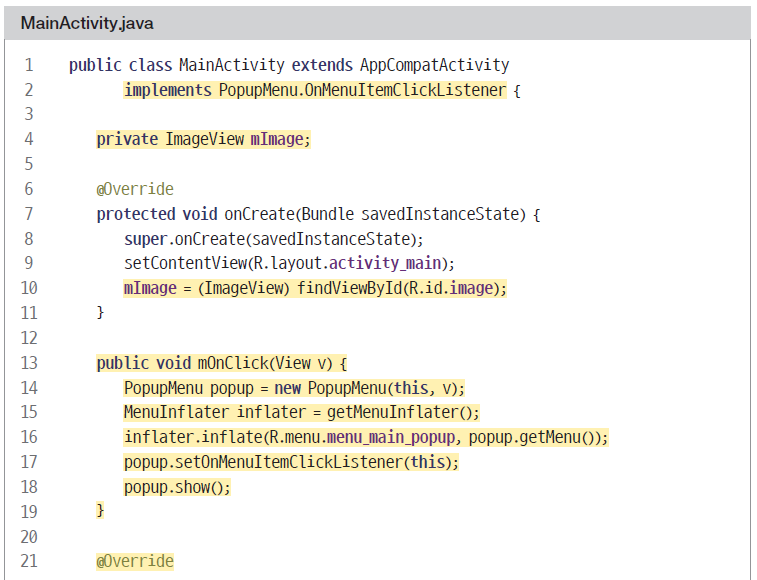 MainActivity.java
1 public class MainActivity extends AppCompatActivity
2 implements PopupMenu.OnMenuItemClickListener {
3
4 private ImageView mImage;
5
6 @Override
7 protected void onCreate(Bundle savedInstanceState) {
8 super.onCreate(savedInstanceState);
9 setContentView(R.layout.activity_main);
10 mImage = (ImageView) findViewById(R.id.image);
11 }
12
13 public void mOnClick(View v) {
14 PopupMenu popup = new PopupMenu(this, v);
15 MenuInflater inflater = getMenuInflater();
16 inflater.inflate(R.menu.menu_main_popup, popup.getMenu());
17 popup.setOnMenuItemClickListener(this);
18 popup.show();
19 }
20
21 @Override